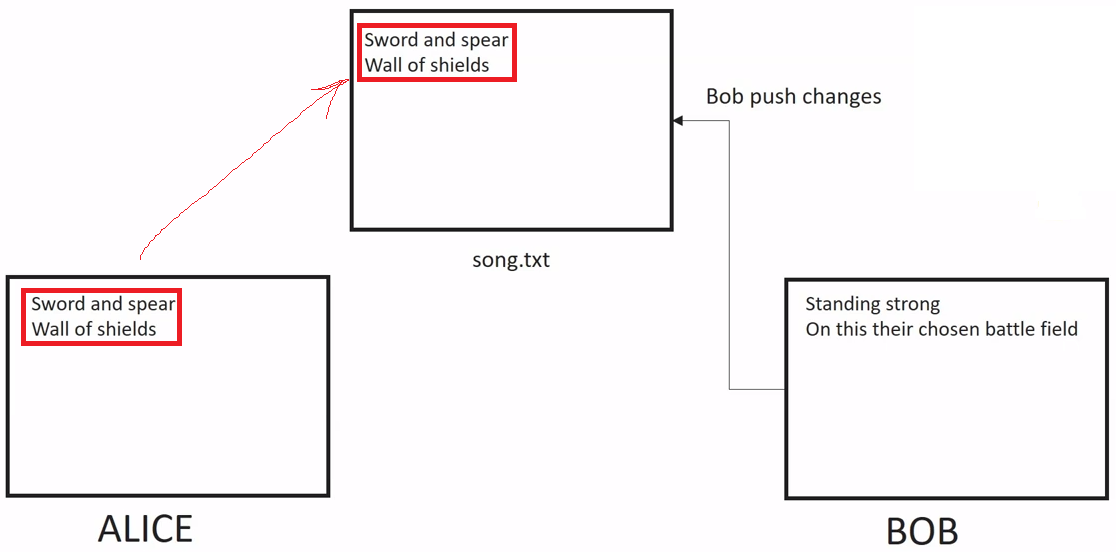 Sword and spear
Wall of shields
Bob push changes
song.txt
Sword and spear
Wall of shields
ALICE
Standing strong
On this their chosen battle field
BOB